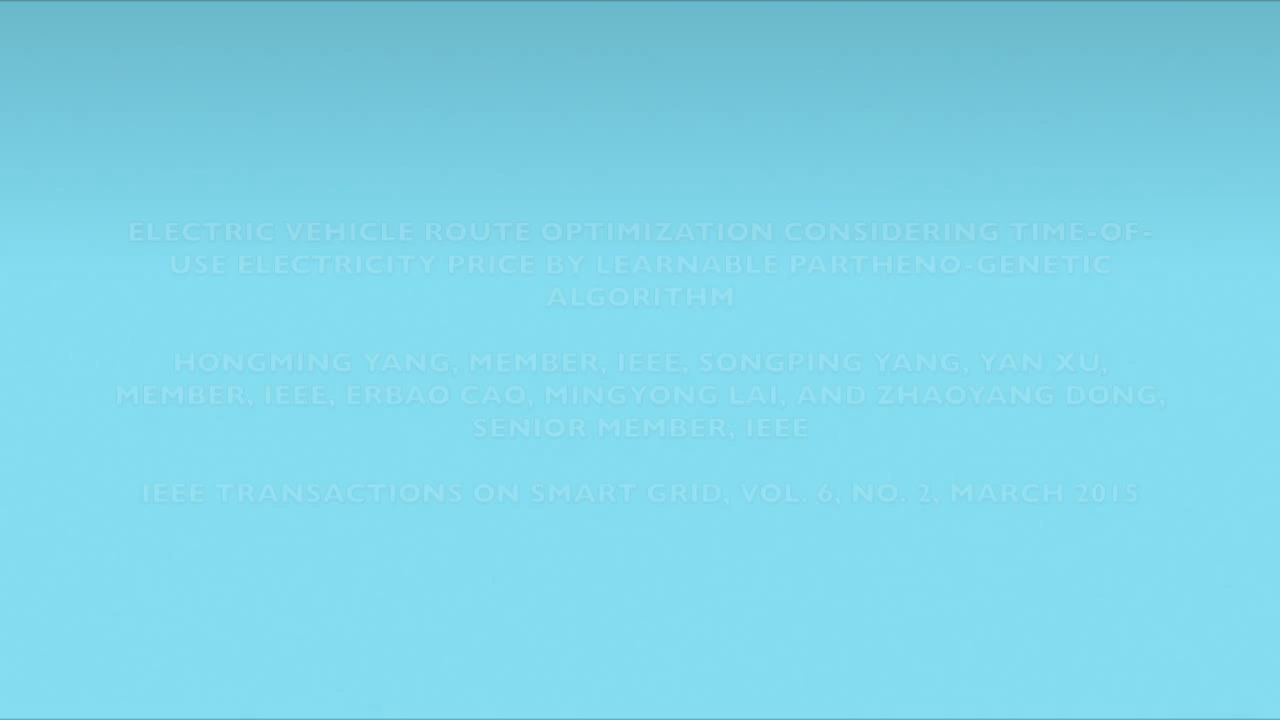 ELECTRIC VEHICLE ROUTE OPTIMIZATION CONSIDERING TIME-OF-
USE ELECTRICITY PRICE BY LEARNABLE PARTHENO-GENETIC
ALGORITHM
HONGMING YANG, MEMBER, IEEE, SONGPING YANG, YAN XU,
MEMBER, IEEE, ERBAO CAO, MINGYONG LAI, AND ZHAOYANG DONG,
SENIOR MEMBER, IEEE
IEEE TRANSACTIONS ON SMART GRID, VOL. 6, NO. 2, MARCH 2015